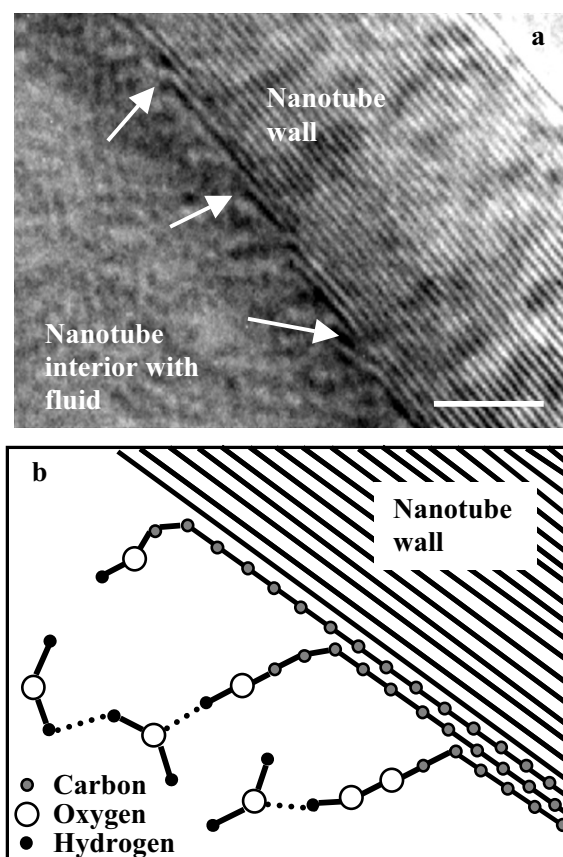 a
Nanotube
wall
Nanotube
interior with
fluid
b
Nanotube
wall
Carbon
Oxygen
Hydrogen